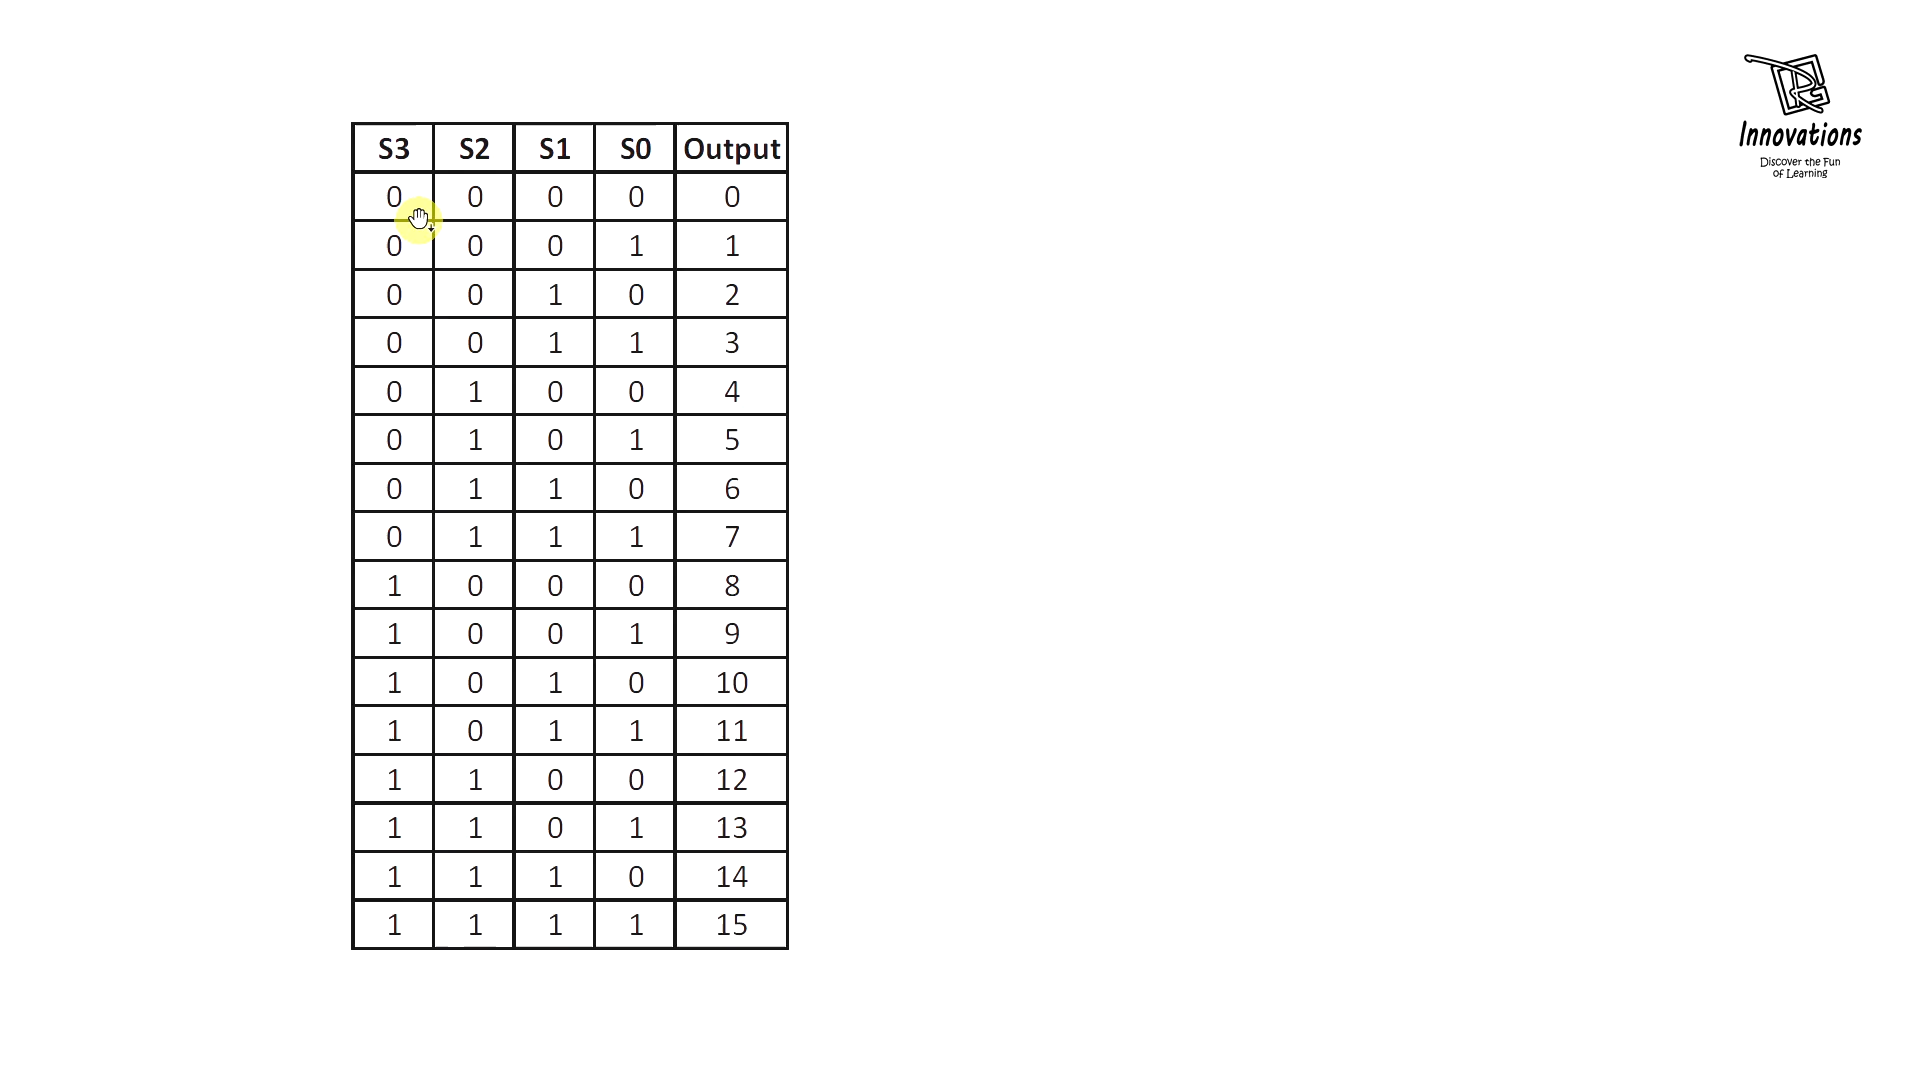 S3 S2 S1 S0 Output
0 0 0 0 0
0 0 0 1 1
0 0 1 0 2
0 0 1 1 3
0 1 0 0 4
0 1 0 1 5
0 1 1 0 6
0 1 1 1 7
1 0 0 0 8
1 0 0 1 9
1 0 1 0 10
1 0 1 1 11
1 1 0 0 12
1 1 0 1 13
1 1 1 0 14
1 1 1 1 15
Innovations
Discover the Fun
of Learning